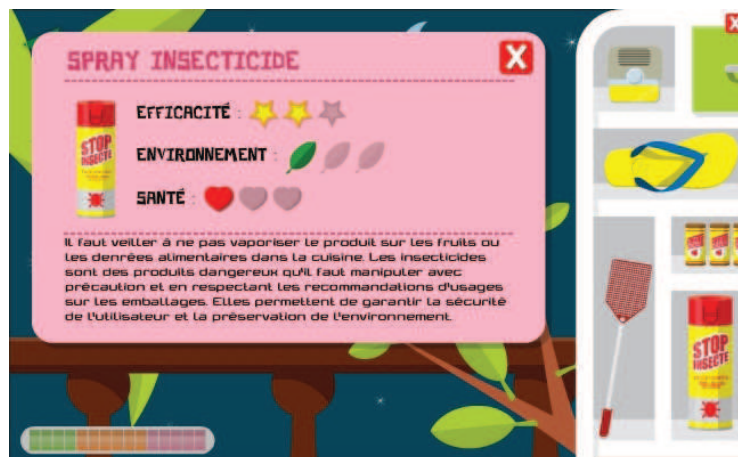 SPRAY INSECTICIDE
X
X
EFFICACITÉ :
ENVIRONNEMENT :
SANTÉ :
STOP
INSECTE
Il faut veiller à ne pas vaporiser le produit sur les fruits ou
les denrées alimentaires dans la cuisine. Les insecticides
sont des produits dangereux qu'il faut manipuler avec
précaution et en respectant les recommandations d'usages
sur les emballages. Elles permettent de garantir la sécurité
de l'utilisateur et la préservation de l'environnement.
STOP
INSECTE